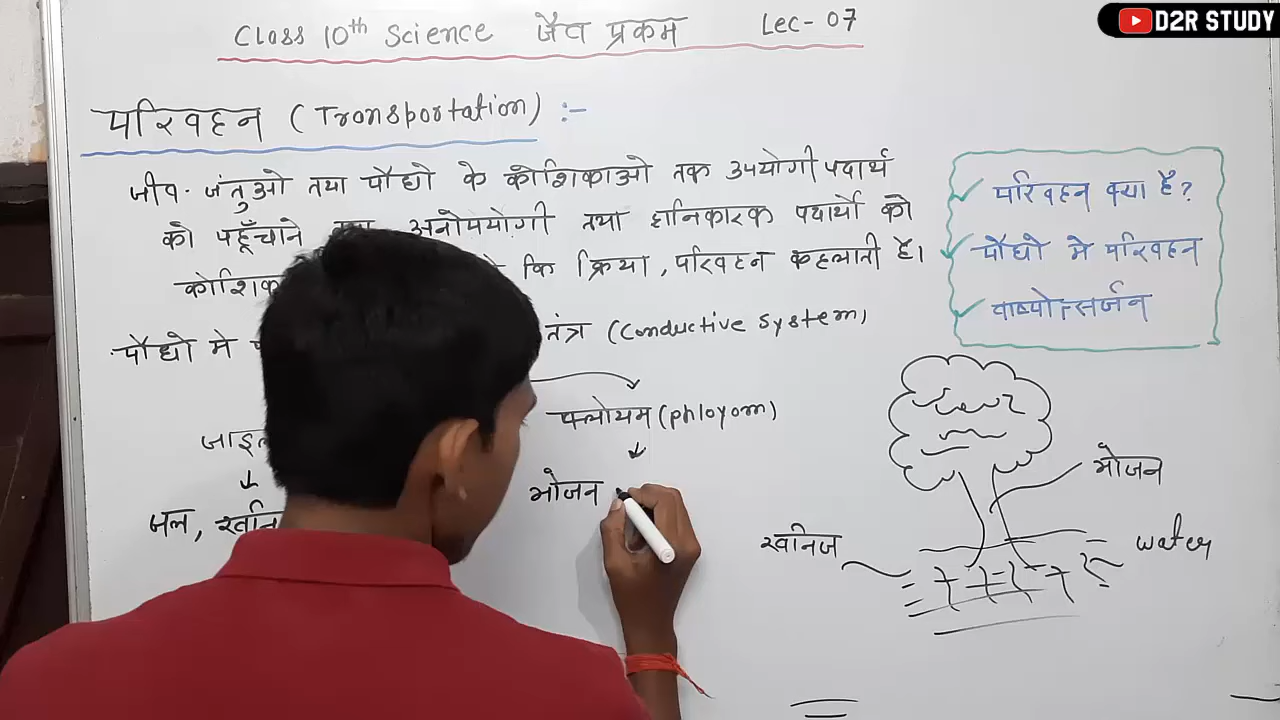 D2R STUDY
Class 10th Science जैव प्रकम Lec-07
परिवहन (Transportation) :-
जीव-जंतुओ तथा पौधो के कोशिकाओ तक उपयोगी पदार्थ
को पहूँचाने अनोपयोगी तथा हानिकारक पदार्थो को
कि क्रिया, परिवहन कहलाती है।
पौधो मे तंत्र (Conductive System)
फ्लोयम (phloyom)
भोजन
जल,
परिवहन क्या है?
पौधो मे परिवहन
वाष्पोत्सर्जन
भोजन
खनिज
water